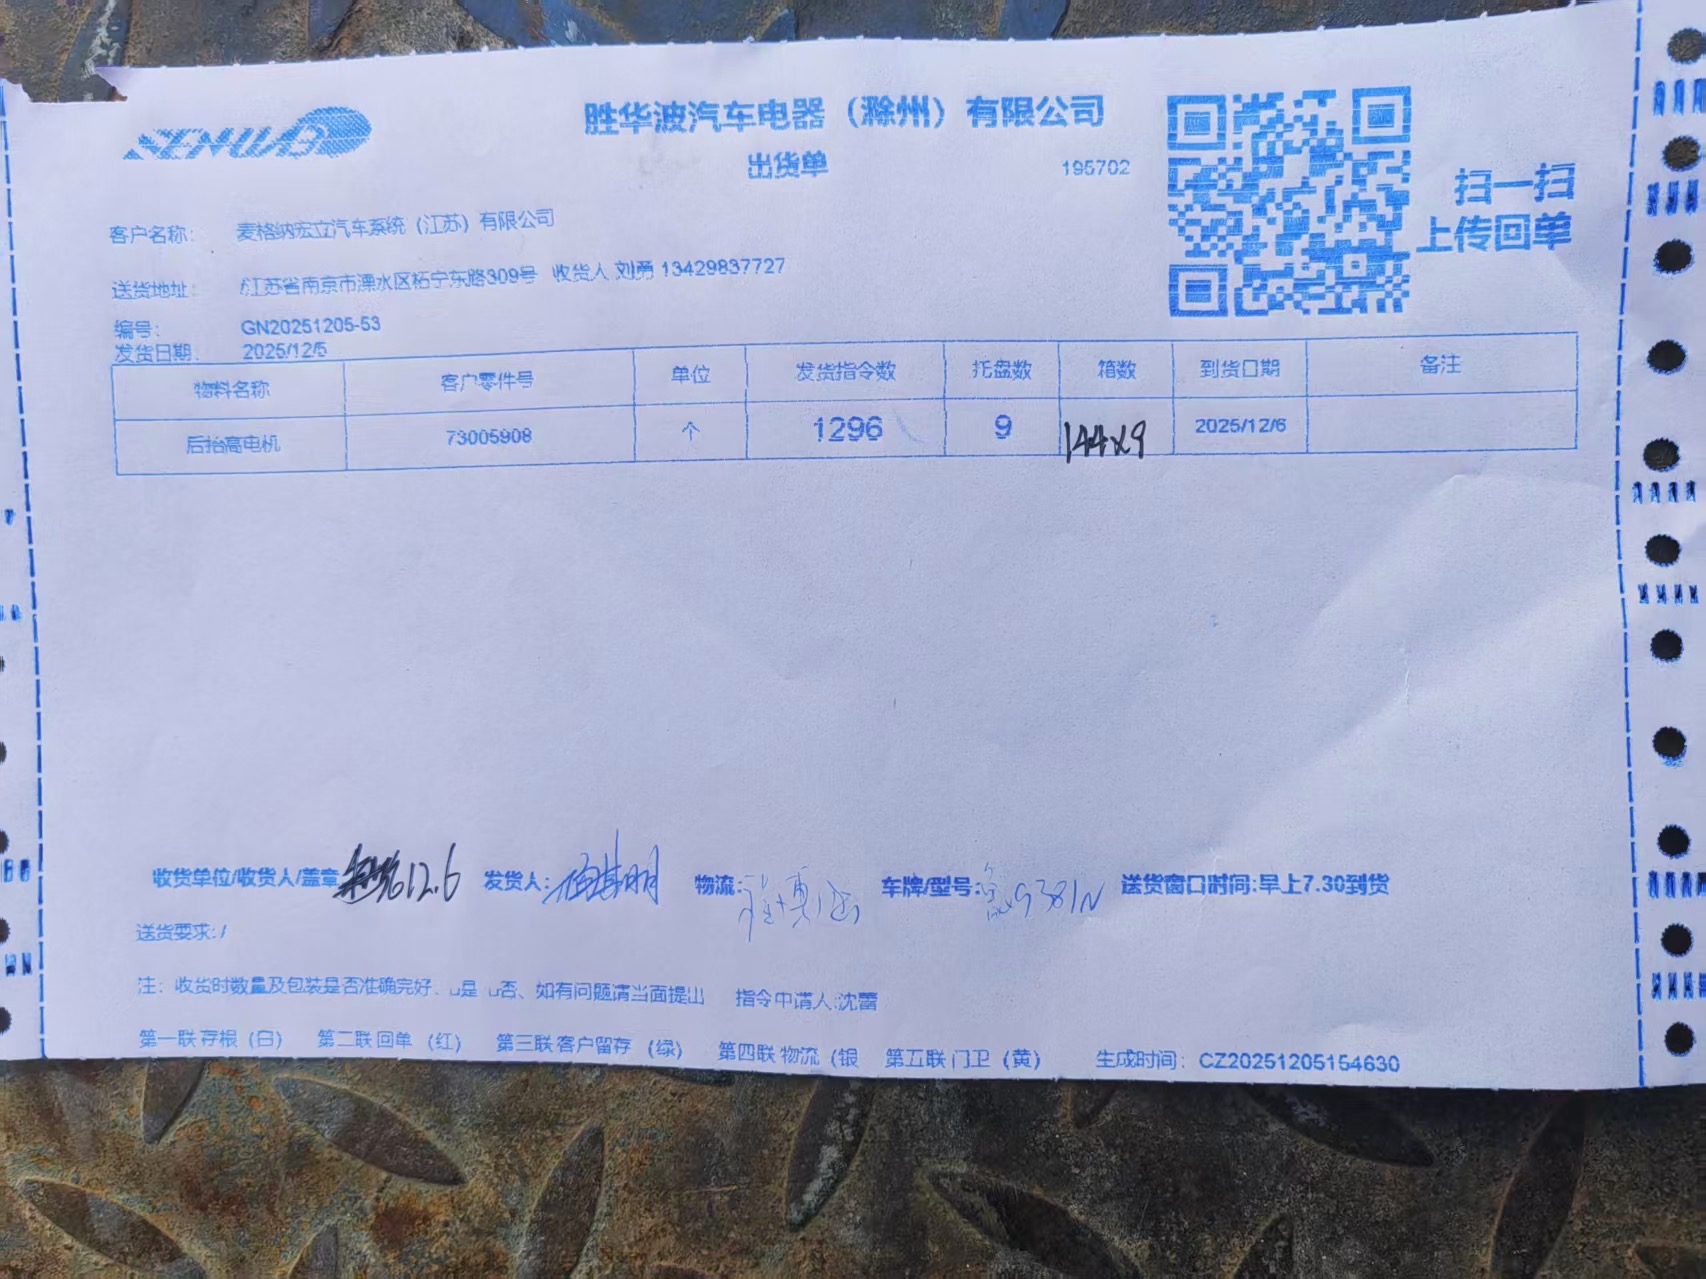 SENWAB
胜华波汽车电器（滁州）有限公司
出货单
195702
扫一扫
上传回单
客户名称： 麦格纳宏立汽车系统（江苏）有限公司
送货地址： 江苏省南京市溧水区柘宁东路309号 收货人 刘勇 13429837727
编号： GN20251205-53
发货日期： 2025/12/5
物料名称 客户零件号 单位 发货指令数 托盘数 箱数 到货日期 备注
后抬高电机 73005908 个 1296 9 144x9 2025/12/6
收货单位/收货人/盖章 12.6 发货人： 物流： 车牌/型号： 9381N 送货窗口时间:早上7.30到货
送货要求:/
注：收货时数量及包装是否准确完好、□是 □否、如有问题请当面提出 指令申请人:沈蕾
第一联 存根（白） 第二联 回单（红） 第三联 客户留存（绿） 第四联 物流（银 第五联 门卫（黄） 生成时间： CZ20251205154630